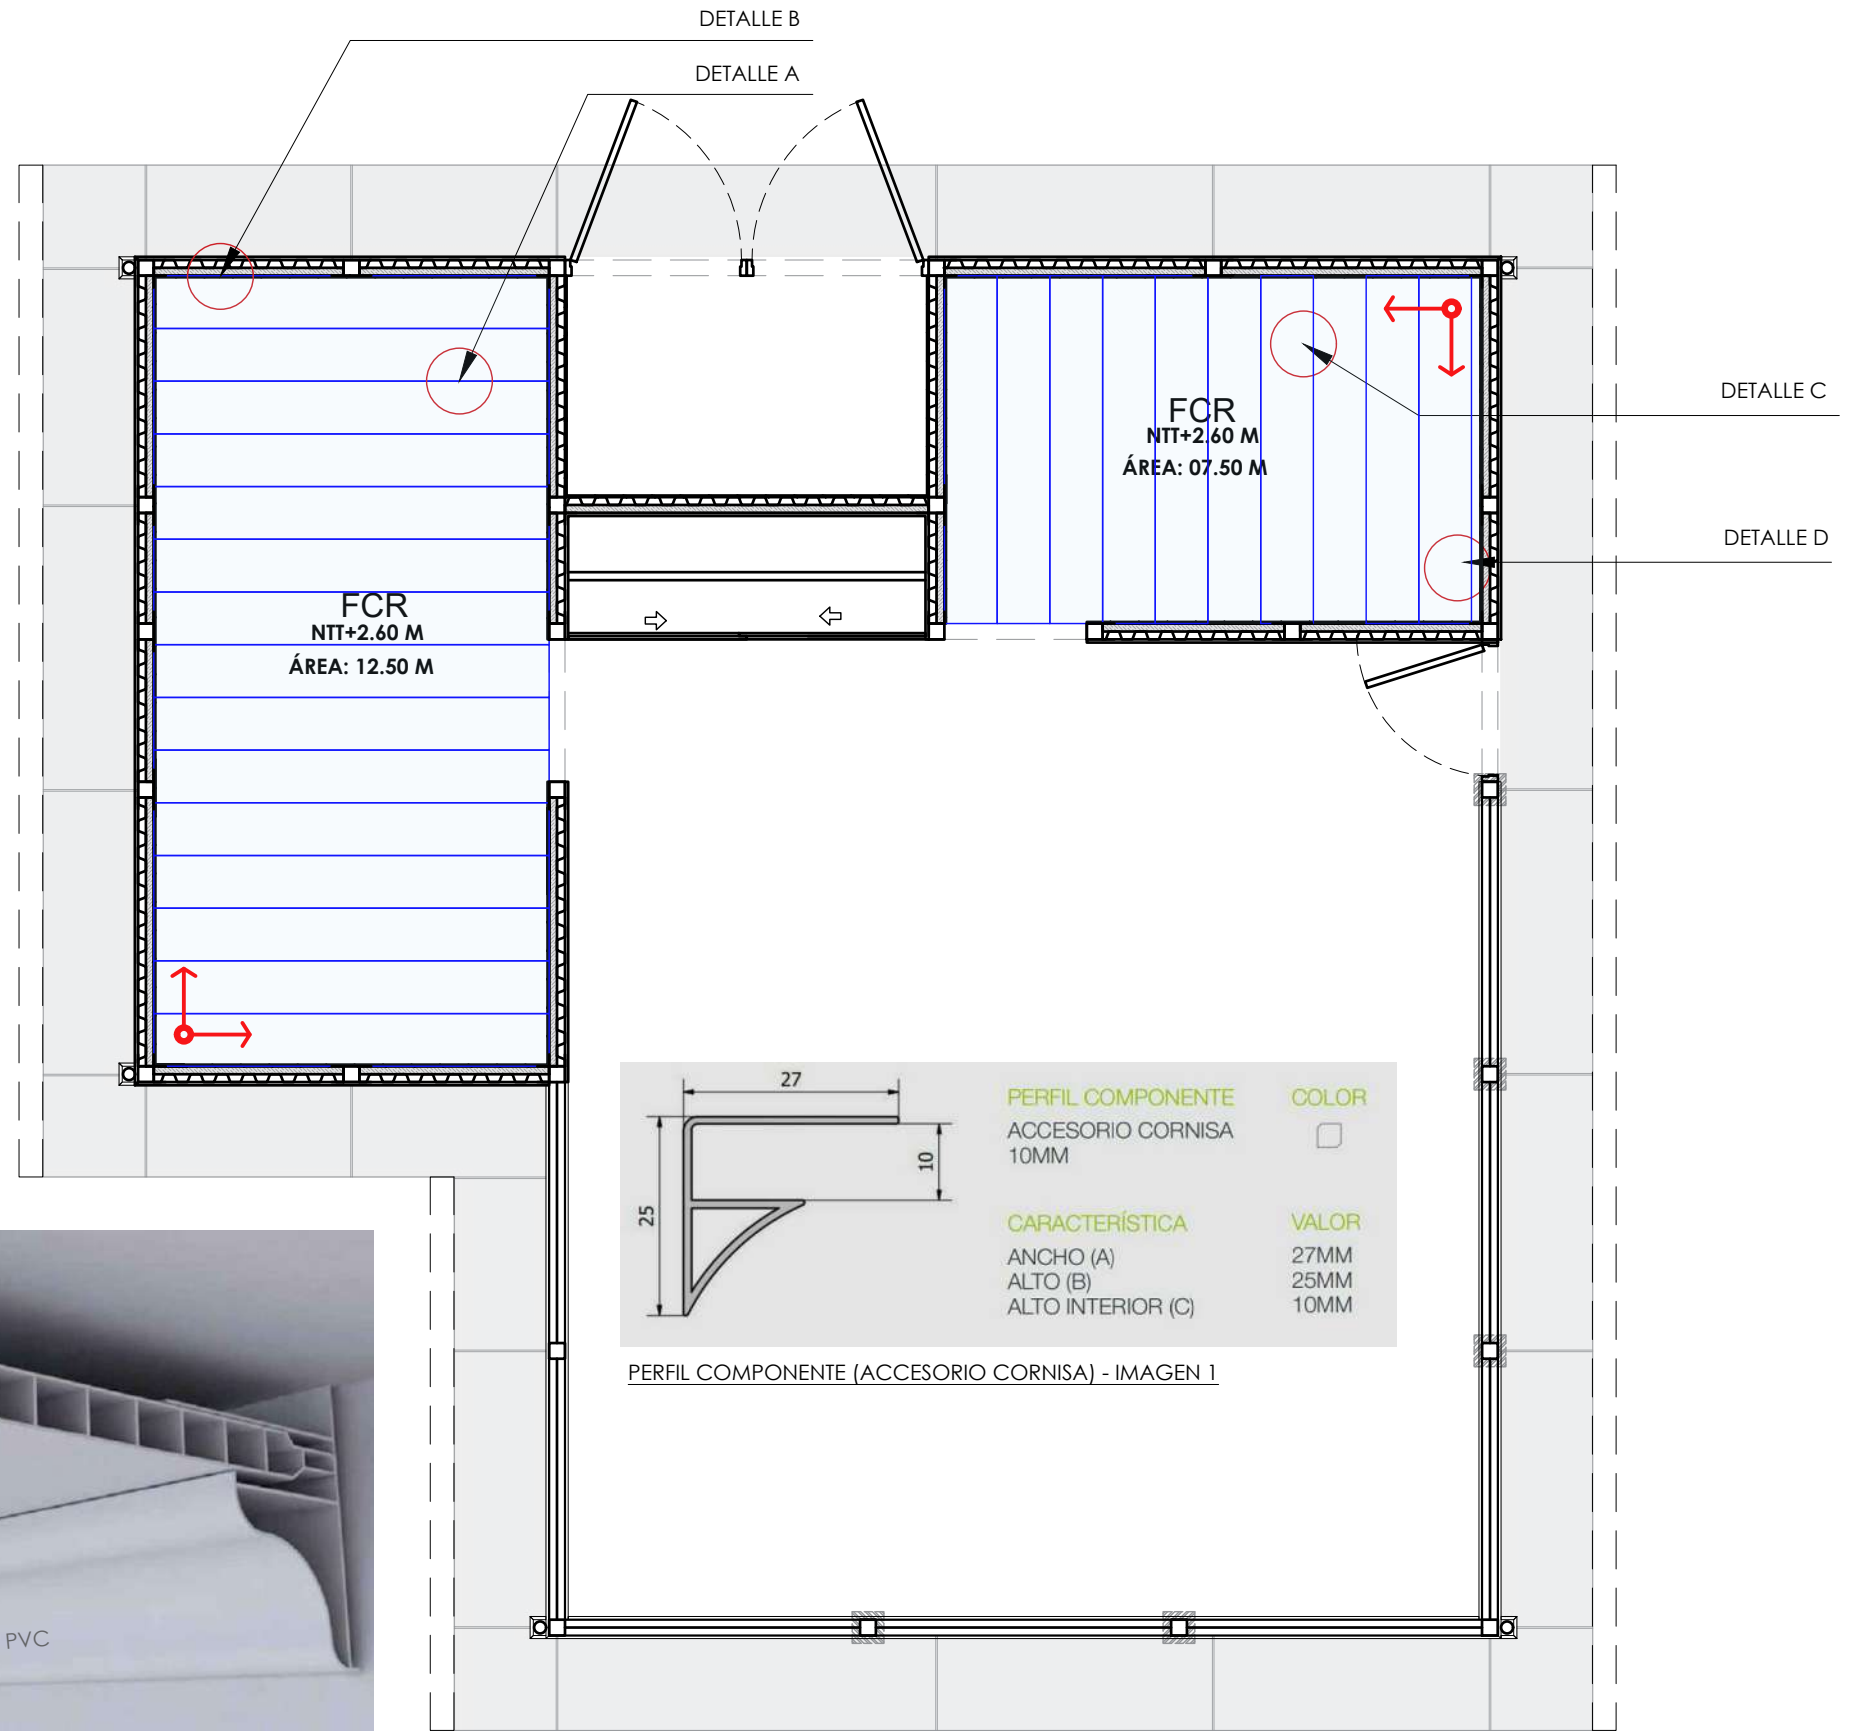 DETALLE B
DETALLE A
FCR
NTT+2.60 M
ÁREA: 07.50 M
DETALLE C
DETALLE D
FCR
NTT+2.60 M
ÁREA: 12.50 M
27
25
10
PERFIL COMPONENTE COLOR
ACCESORIO CORNISA
10MM
CARACTERÍSTICA VALOR
ANCHO (A) 27MM
ALTO (B) 25MM
ALTO INTERIOR (C) 10MM
PERFIL COMPONENTE (ACCESORIO CORNISA) - IMAGEN 1
PVC